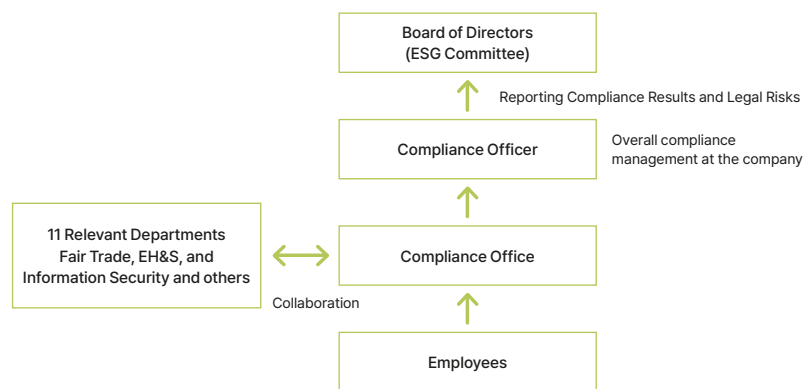 Board of Directors
(ESG Committee)
Reporting Compliance Results and Legal Risks
Compliance Officer
Overall compliance
management at the company
11 Relevant Departments
Fair Trade, EH&S, and
Information Security and others
Collaboration
Compliance Office
Employees